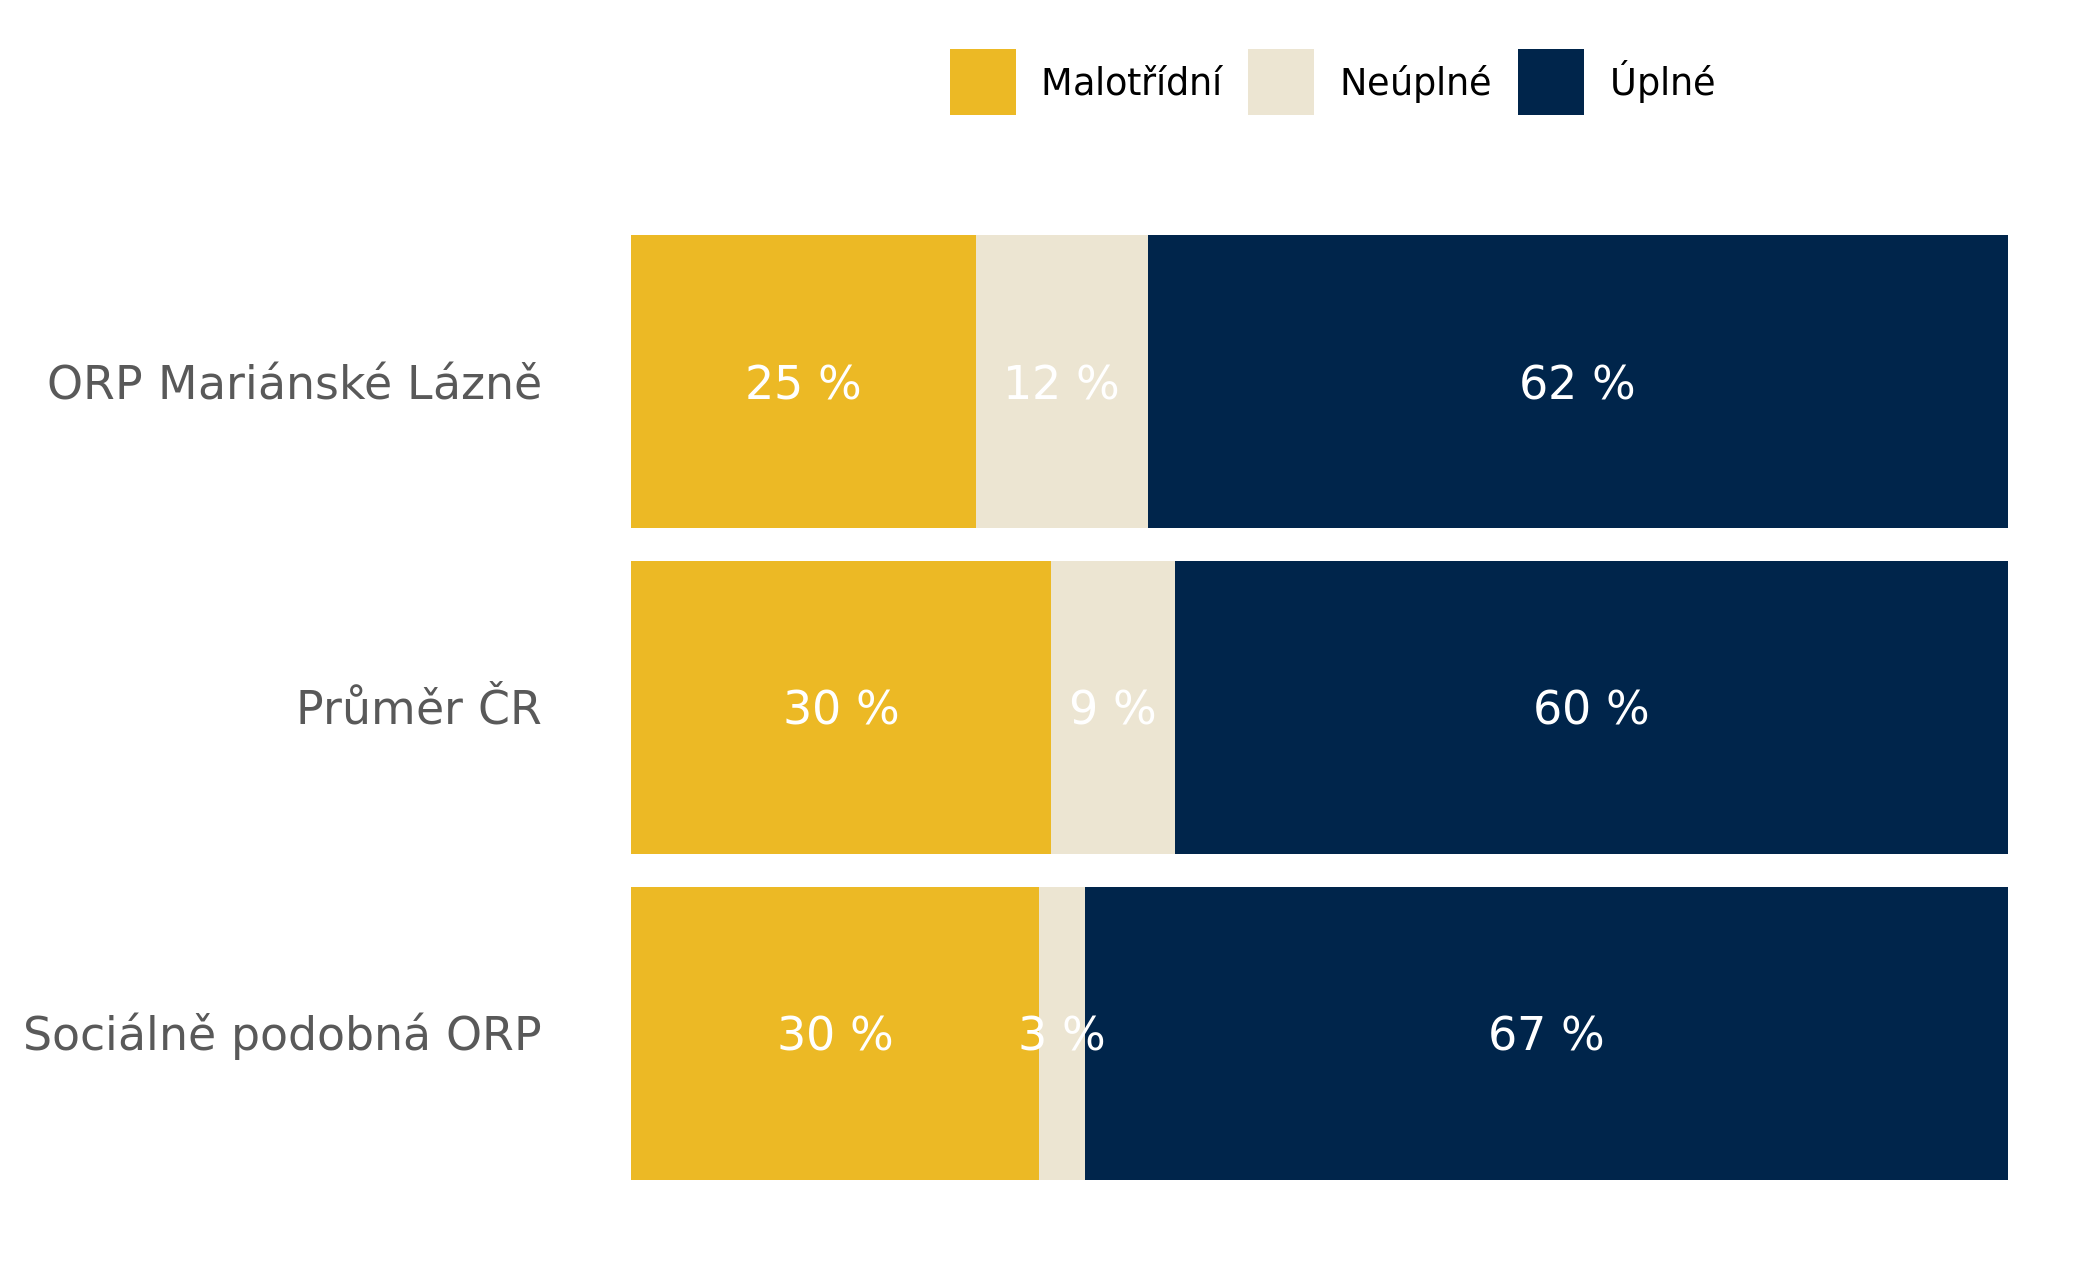 Malotřídní Neúplné Úplné
ORP Mariánské Lázně 25 % 12 % 62 %
Průměr ČR 30 % 9 % 60 %
Sociálně podobná ORP 30 % 3 % 67 %